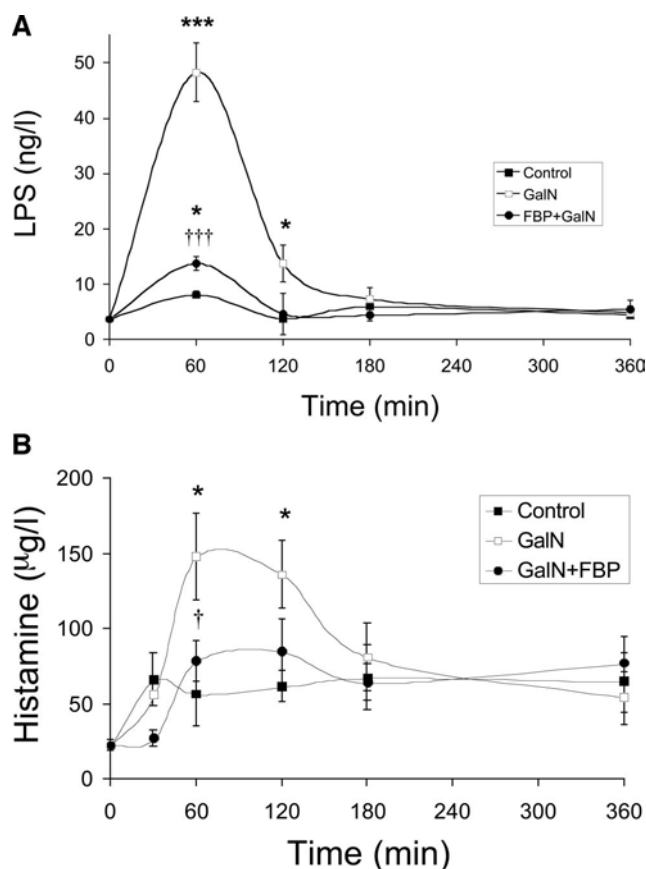 A
***
50
40
30
20
10
0
LPS (ng/l)
*
†††
*
Control
GalN
FBP+GalN
0 60 120 180 240 300 360
Time (min)
B
200
150
100
50
0
Histamine (µg/l)
*
*
†
Control
GalN
GalN+FBP
0 60 120 180 240 300 360
Time (min)